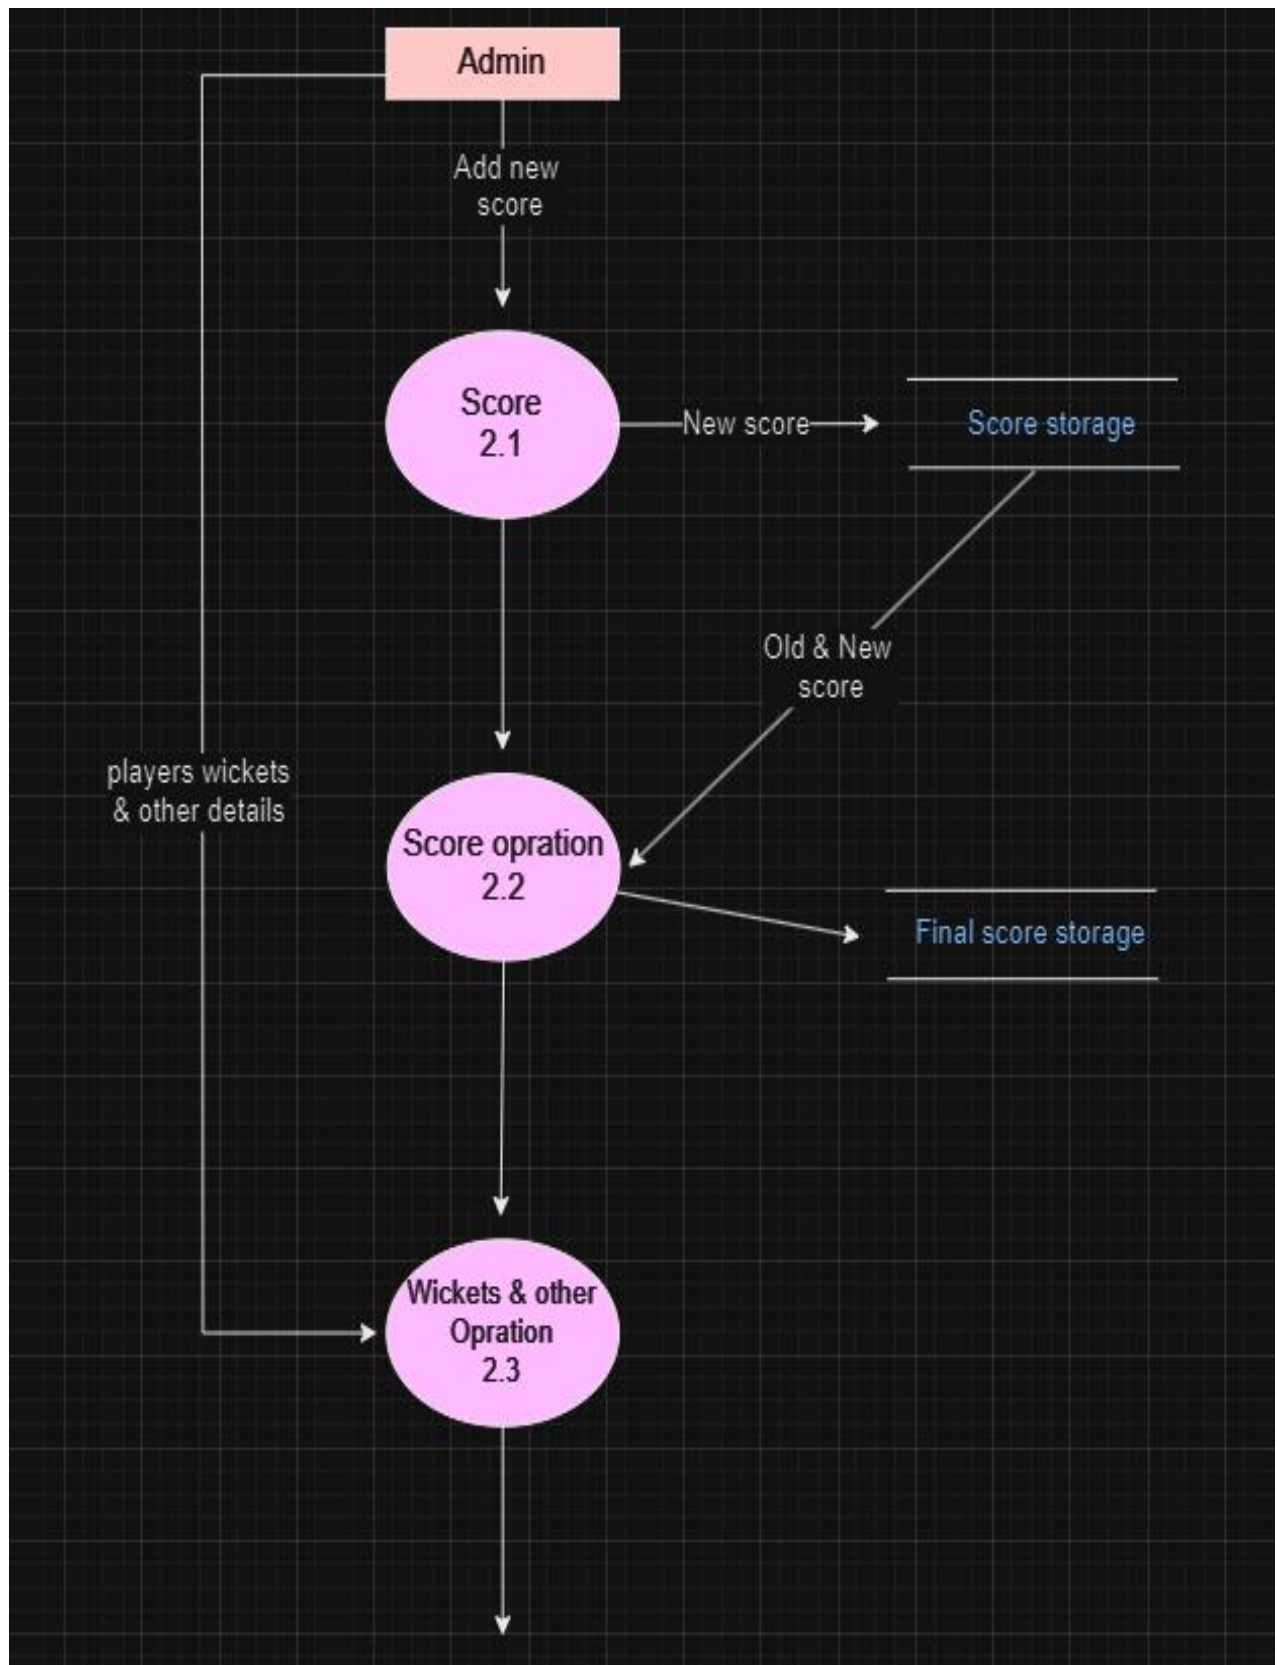 Admin
Add new
score
Score
2.1
New score
Score storage
Old & New
score
players wickets
& other details
Score opration
2.2
Final score storage
Wickets & other
Opration
2.3